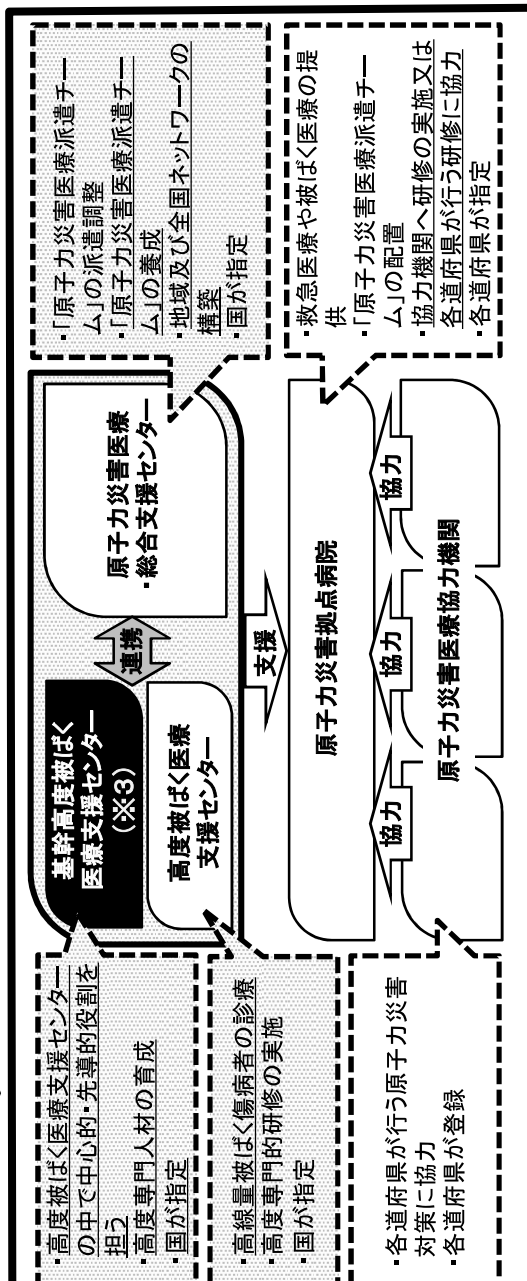 ・高度被ばく医療支援センター
の中で中心的・先導的役割を
担う
・高度専門人材の育成
・国が指定
基幹高度被ばく
医療支援センター
(※3)
連携
原子力災害医療
・総合支援センター
・「原子力災害医療派遣チー
ム」の派遣調整
・「原子力災害医療派遣チー
ム」の養成
・地域及び全国ネットワークの
構築
・国が指定
・高線量被ばく傷病者の診療
・高度専門的研修の実施
・国が指定
高度被ばく医療
支援センター
支援
原子力災害拠点病院
・救急医療や被ばく医療の提
供
・「原子力災害医療派遣チー
ム」の配置
・協力機関へ研修の実施又は
各道府県が行う研修に協力
・各道府県が指定
協力
協力
協力
・各道府県が行う原子力災害
対策に協力
・各道府県が登録
原子力災害医療協力機関